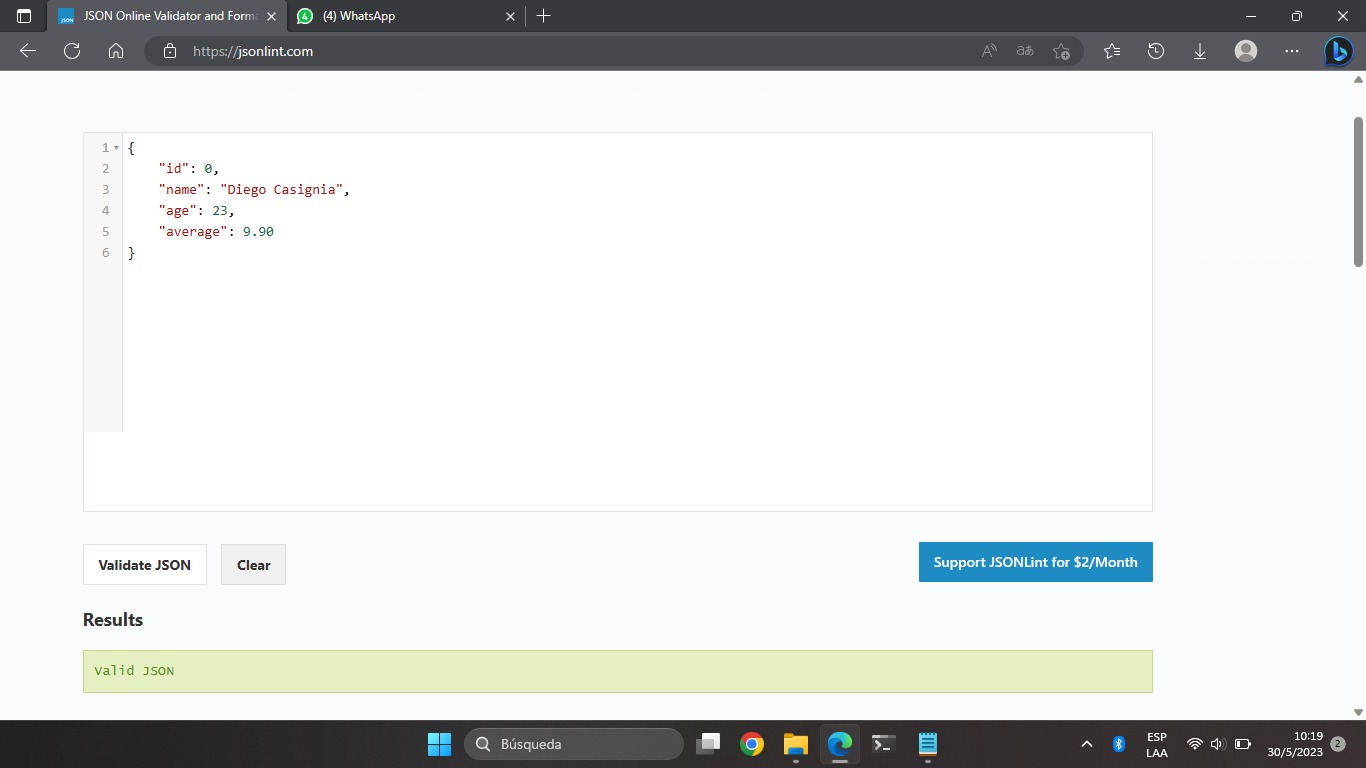 JSON Online Validator and Forma
(4) WhatsApp
https://jsonlint.com
1 {
2 "id": 0,
3 "name": "Diego Casignia",
4 "age": 23,
5 "average": 9.90
6 }
Validate JSON
Clear
Support JSONLint for $2/Month
Results
Valid JSON
Búsqueda
ESP
LAA
10:19
30/5/2023
2